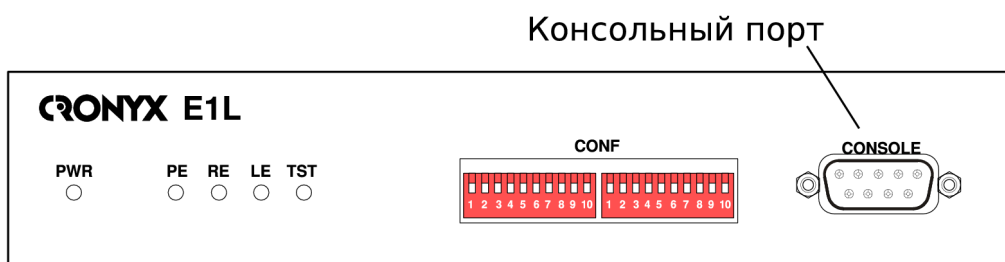 Консольный порт
CRONYX E1L
CONF
CONSOLE
PWR PE RE LE TST
1 2 3 4 5 6 7 8 9 10 1 2 3 4 5 6 7 8 9 10